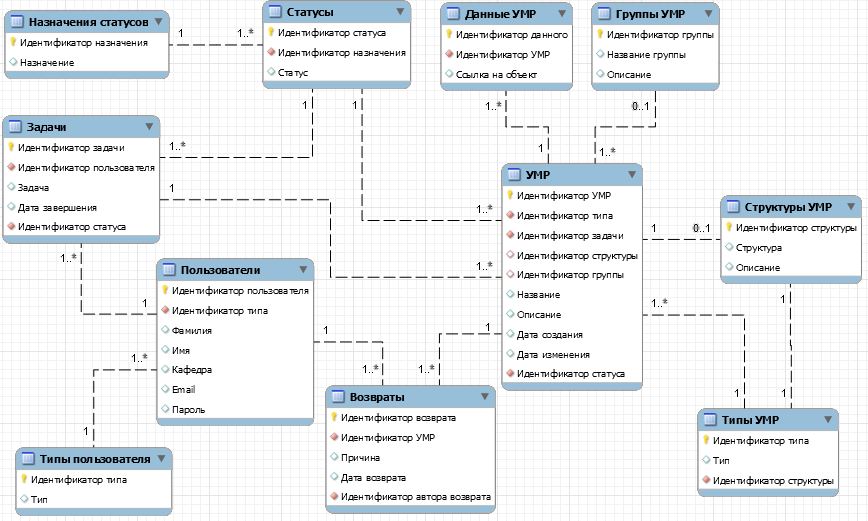 Назначения статусов
Идентификатор назначения
Назначение
1
1..*
Статусы
Идентификатор статуса
Идентификатор назначения
Статус
1
1
Данные УМР
Идентификатор данного
Идентификатор УМР
Ссылка на объект
1..*
1
Группы УМР
Идентификатор группы
Название группы
Описание
0..1
1..*
Задачи
Идентификатор задачи
Идентификатор пользователя
Задача
Дата завершения
Идентификатор статуса
1..*
1
1..*
1..*
1..*
УМР
Идентификатор УМР
Идентификатор типа
Идентификатор задачи
Идентификатор структуры
Идентификатор группы
Название
Описание
Дата создания
Дата изменения
Идентификатор статуса
1
0..1
1..*
1
Структуры УМР
Идентификатор структуры
Структура
Описание
1
Пользователи
Идентификатор пользователя
Идентификатор типа
Фамилия
Имя
Кафедра
Email
Пароль
1
1..*
1
1..*
1..*
1
Возвраты
Идентификатор возврата
Идентификатор УМР
Причина
Дата возврата
Идентификатор автора возврата
1
1
Типы УМР
Идентификатор типа
Тип
Идентификатор структуры
Типы пользователя
Идентификатор типа
Тип